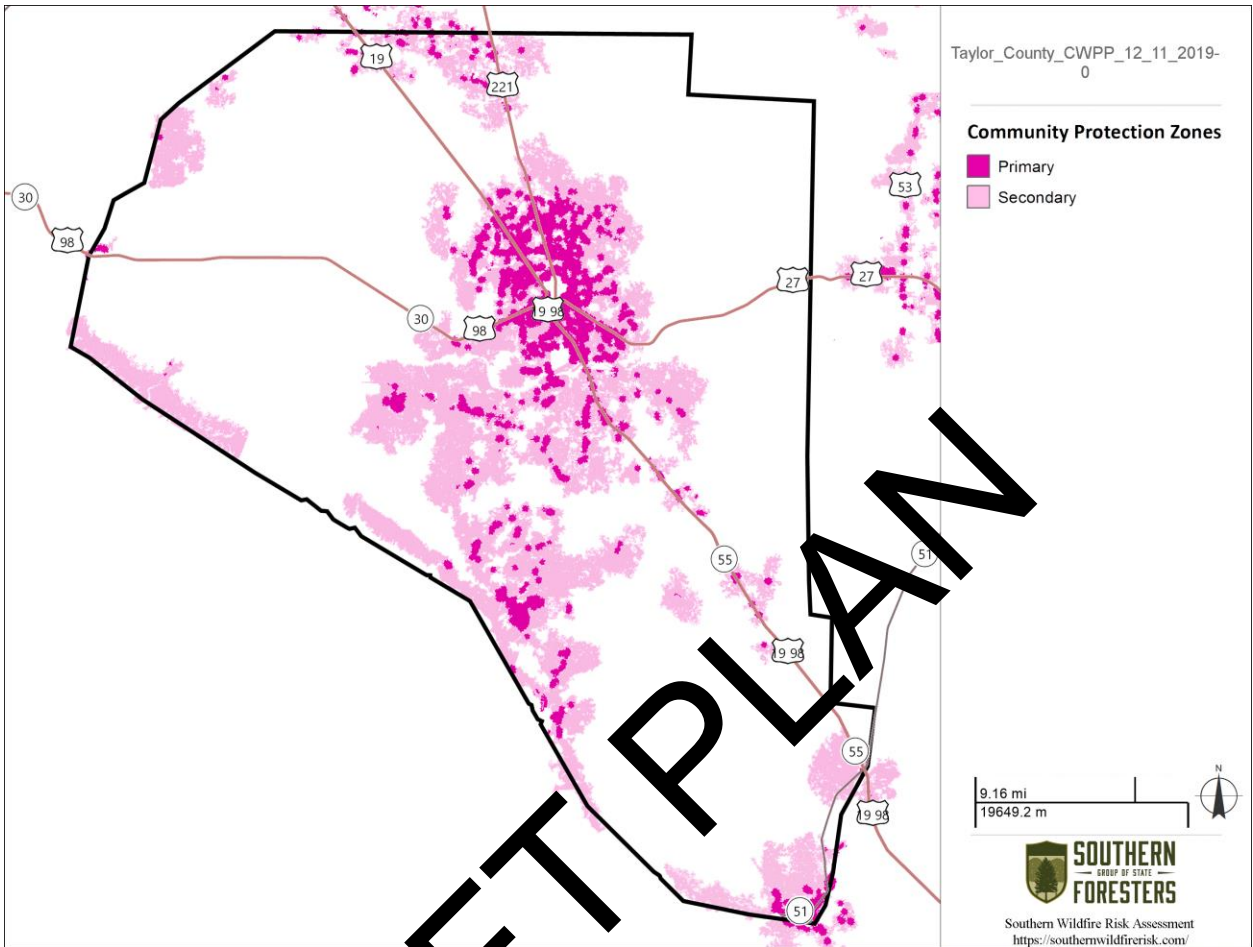 Taylor_County_CWPP_12_11_2019-
0
Community Protection Zones
Primary
Secondary
19
221
30
98
53
27
27
30
98
19 98
55
51
19 98
55
19 98
51
9.16 mi
19649.2 m
N
SOUTHERN
GROUP OF STATE
FORESTERS
Southern Wildfire Risk Assessment
https://southernwildfirerisk.com/
PLAN